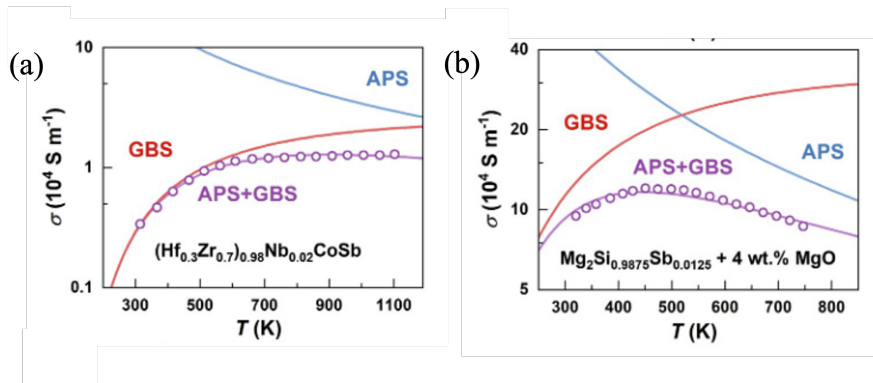 (a)
10
1
0.1
σ (10⁴ S m⁻¹)
APS
GBS
APS+GBS
(Hf₀.₃Zr₀.₇)₀.₉₈Nb₀.₀₂CoSb
300 500 700 900 1100
T (K)
(b)
40
20
10
5
σ (10⁴ S m⁻¹)
GBS
APS
APS+GBS
Mg₂Si₀.₉₈₇₅Sb₀.₀₁₂₅ + 4 wt.% MgO
300 400 500 600 700 800
T (K)